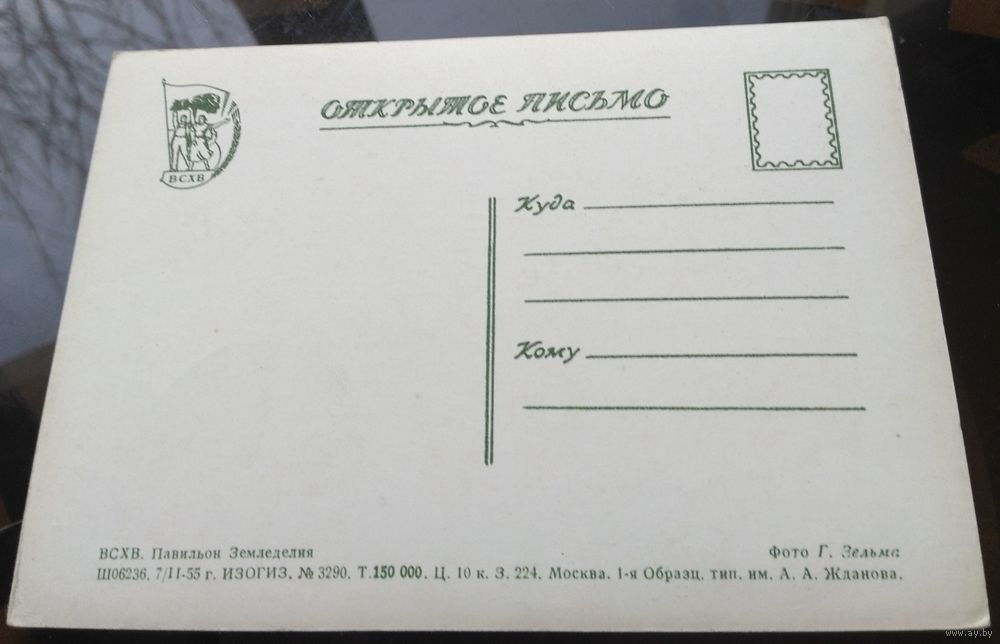 ВСХВ
ОТКРЫТОЕ ПИСЬМО
Куда
Кому
ВСХВ. Павильон Земледелия
Фото Г. Зельма
Ш06236. 7/II-55 г. ИЗОГИЗ. № 3290. Т. 150 000. Ц. 10 к. З. 224. Москва. 1-я Образц. тип. им. А. А. Жданова.
www.ay.by